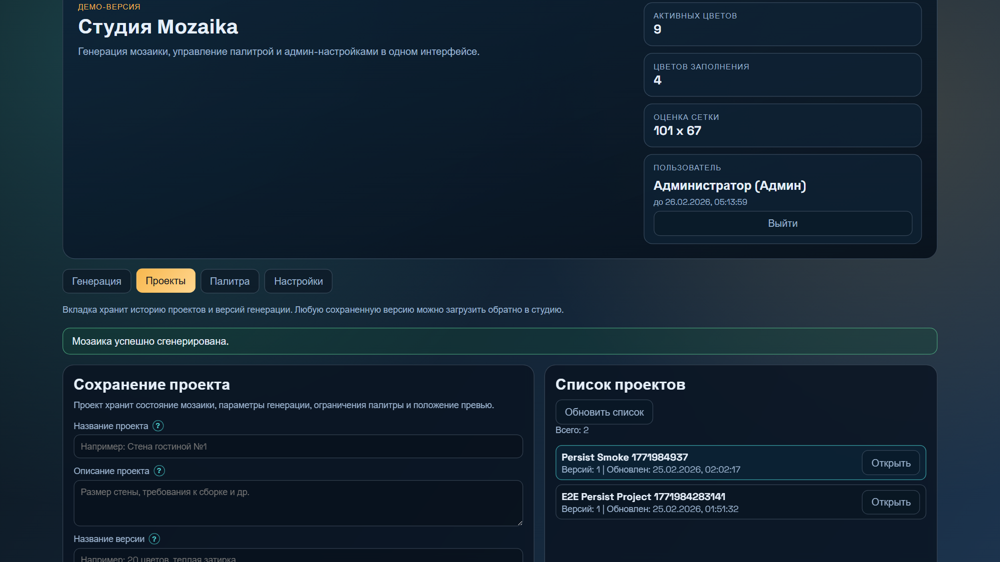 ДЕМО-ВЕРСИЯ
Студия Mozaika
Генерация мозаики, управление палитрой и админ-настройками в одном интерфейсе.
АКТИВНЫХ ЦВЕТОВ
9
ЦВЕТОВ ЗАПОЛНЕНИЯ
4
ОЦЕНКА СЕТКИ
101 x 67
ПОЛЬЗОВАТЕЛЬ
Администратор (Админ)
до 26.02.2026, 05:13:59
Выйти
Генерация
Проекты
Палитра
Настройки
Вкладка хранит историю проектов и версий генерации. Любую сохраненную версию можно загрузить обратно в студию.
Мозаика успешно сгенерирована.
Сохранение проекта
Проект хранит состояние мозаики, параметры генерации, ограничения палитры и положение превью.
Название проекта ?
Например: Стена гостиной №1
Описание проекта ?
Размер стены, требования к сборке и др.
Название версии ?
Например: 20 цветов, теплая затирка
Список проектов
Обновить список
Всего: 2
Persist Smoke 1771984937
Версий: 1 | Обновлен: 25.02.2026, 02:02:17
Открыть
E2E Persist Project 1771984283141
Версий: 1 | Обновлен: 25.02.2026, 01:51:32
Открыть